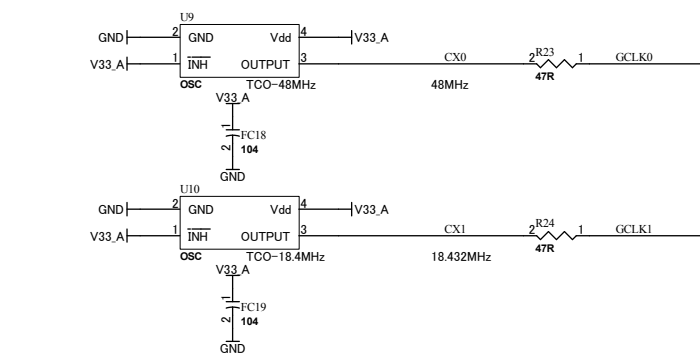 U9
GND 2 GND Vdd 4 V33_A
V33_A 1 INH OUTPUT 3 CX0 2 R23 1 GCLK0
OSC TCO-48MHz 48MHz 47R
V33_A
1
FC18
2 104
GND
U10
GND 2 GND Vdd 4 V33_A
V33_A 1 INH OUTPUT 3 CX1 2 R24 1 GCLK1
OSC TCO-18.4MHz 18.432MHz 47R
V33_A
1
FC19
2 104
GND